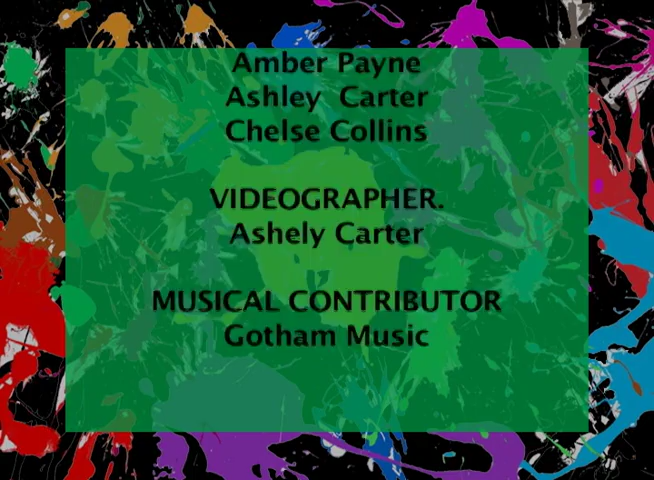 Amber Payne
Ashley Carter
Chelse Collins
VIDEOGRAPHER.
Ashely Carter
MUSICAL CONTRIBUTOR
Gotham Music